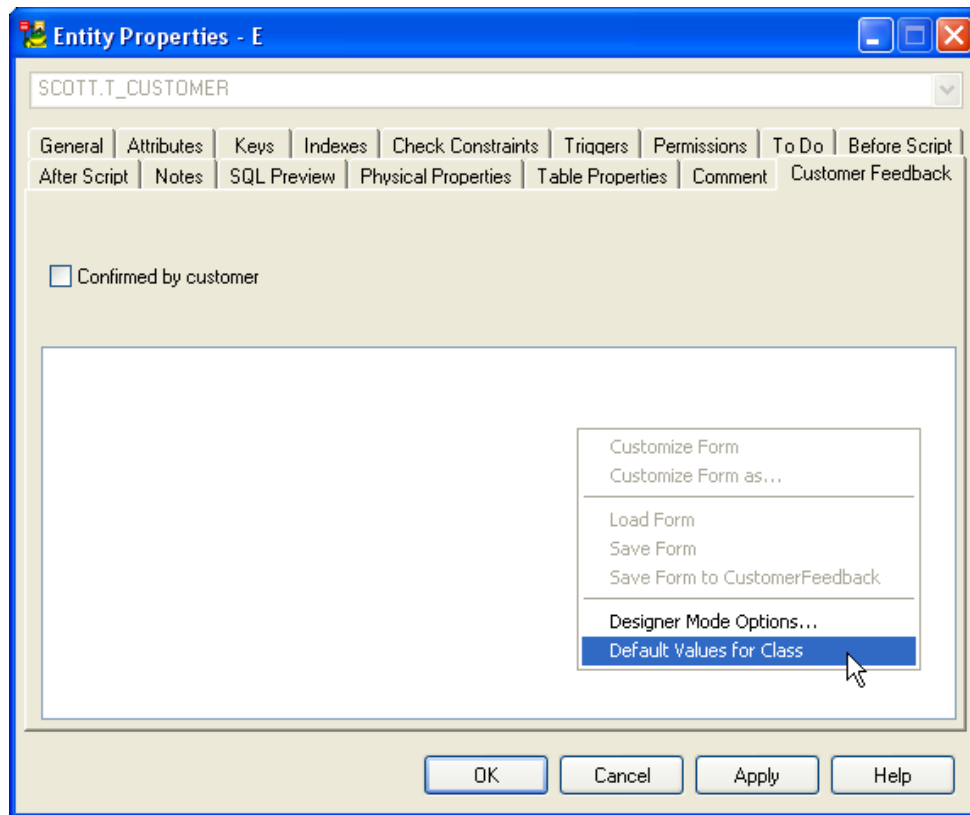 Entity Properties - E
SCOTT.T_CUSTOMER
General Attributes Keys Indexes Check Constraints Triggers Permissions To Do Before Script
After Script Notes SQL Preview Physical Properties Table Properties Comment Customer Feedback
Confirmed by customer
Customize Form
Customize Form as...
Load Form
Save Form
Save Form to CustomerFeedback
Designer Mode Options...
Default Values for Class
OK Cancel Apply Help